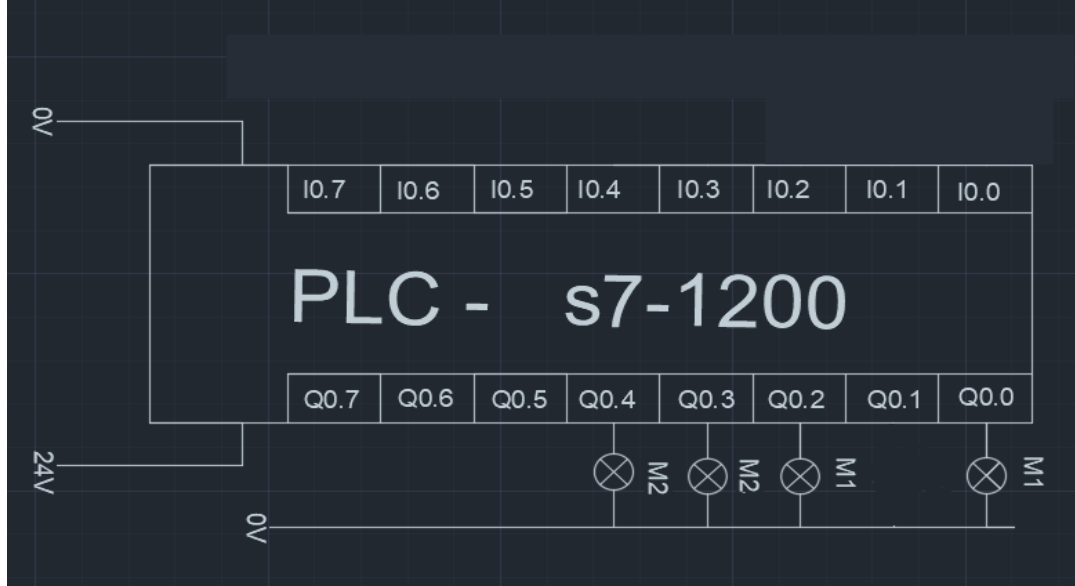 0V
I0.7 I0.6 I0.5 I0.4 I0.3 I0.2 I0.1 I0.0
PLC - s7-1200
Q0.7 Q0.6 Q0.5 Q0.4 Q0.3 Q0.2 Q0.1 Q0.0
24V
M2 M2 M1 M1
0V